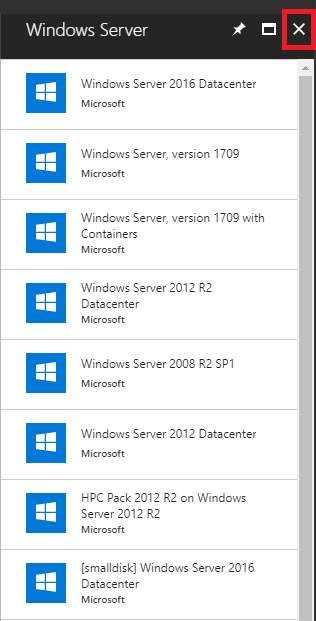 Windows Server
Windows Server 2016 Datacenter
Microsoft
Windows Server, version 1709
Microsoft
Windows Server, version 1709 with
Containers
Microsoft
Windows Server 2012 R2
Datacenter
Microsoft
Windows Server 2008 R2 SP1
Microsoft
Windows Server 2012 Datacenter
Microsoft
HPC Pack 2012 R2 on Windows
Server 2012 R2
Microsoft
[smalldisk] Windows Server 2016
Datacenter
Microsoft